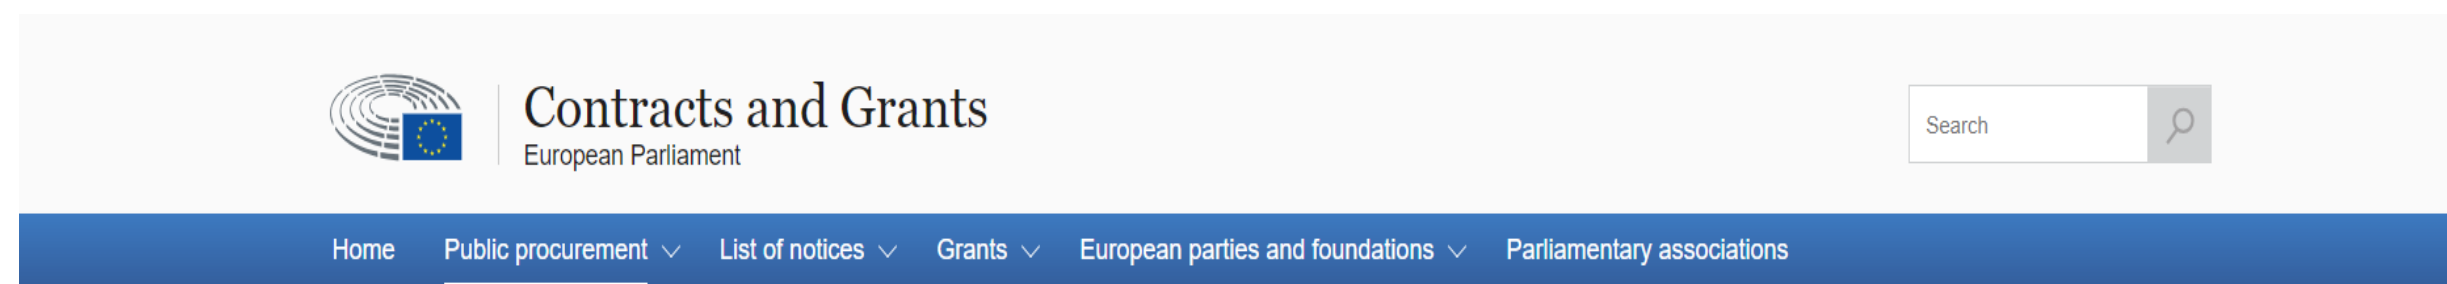 Contracts and Grants
European Parliament
Search
Home Public procurement List of notices Grants European parties and foundations Parliamentary associations